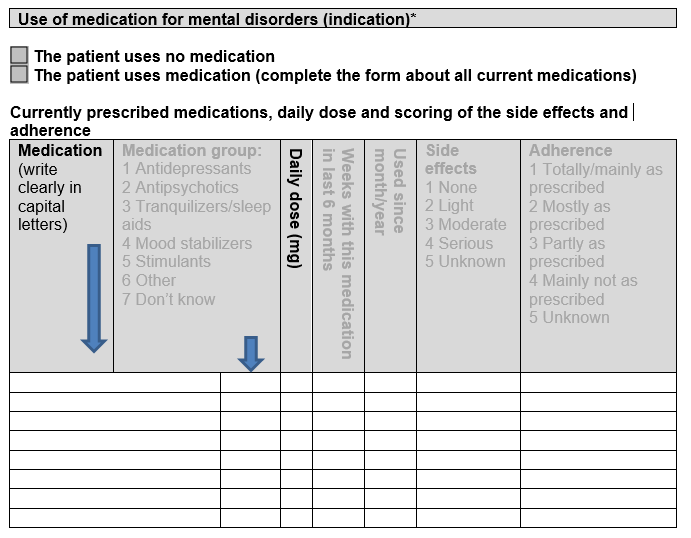 Use of medication for mental disorders (indication)*
The patient uses no medication
The patient uses medication (complete the form about all current medications)
Currently prescribed medications, daily dose and scoring of the side effects and
adherence
Medication
(write
clearly in
capital
letters)
Medication group:
1 Antidepressants
2 Antipsychotics
3 Tranquilizers/sleep
aids
4 Mood stabilizers
5 Stimulants
6 Other
7 Don't know
Daily dose (mg)
Weeks with this medication
in last 6 months
Used since
month/year
Side
effects
1 None
2 Light
3 Moderate
4 Serious
5 Unknown
Adherence
1 Totally/mainly as
prescribed
2 Mostly as
prescribed
3 Partly as
prescribed
4 Mainly not as
prescribed
5 Unknown